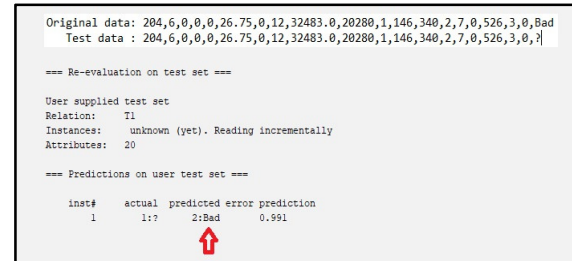 Original data: 204,6,0,0,0,26.75,0,12,32483.0,20280,1,146,340,2,7,0,526,3,0,Bad
Test data : 204,6,0,0,0,26.75,0,12,32483.0,20280,1,146,340,2,7,0,526,3,0,?
=== Re-evaluation on test set ===
User supplied test set
Relation: T1
Instances: unknown (yet). Reading incrementally
Attributes: 20
=== Predictions on user test set ===
inst# actual predicted error prediction
1 1:? 2:Bad 0.991